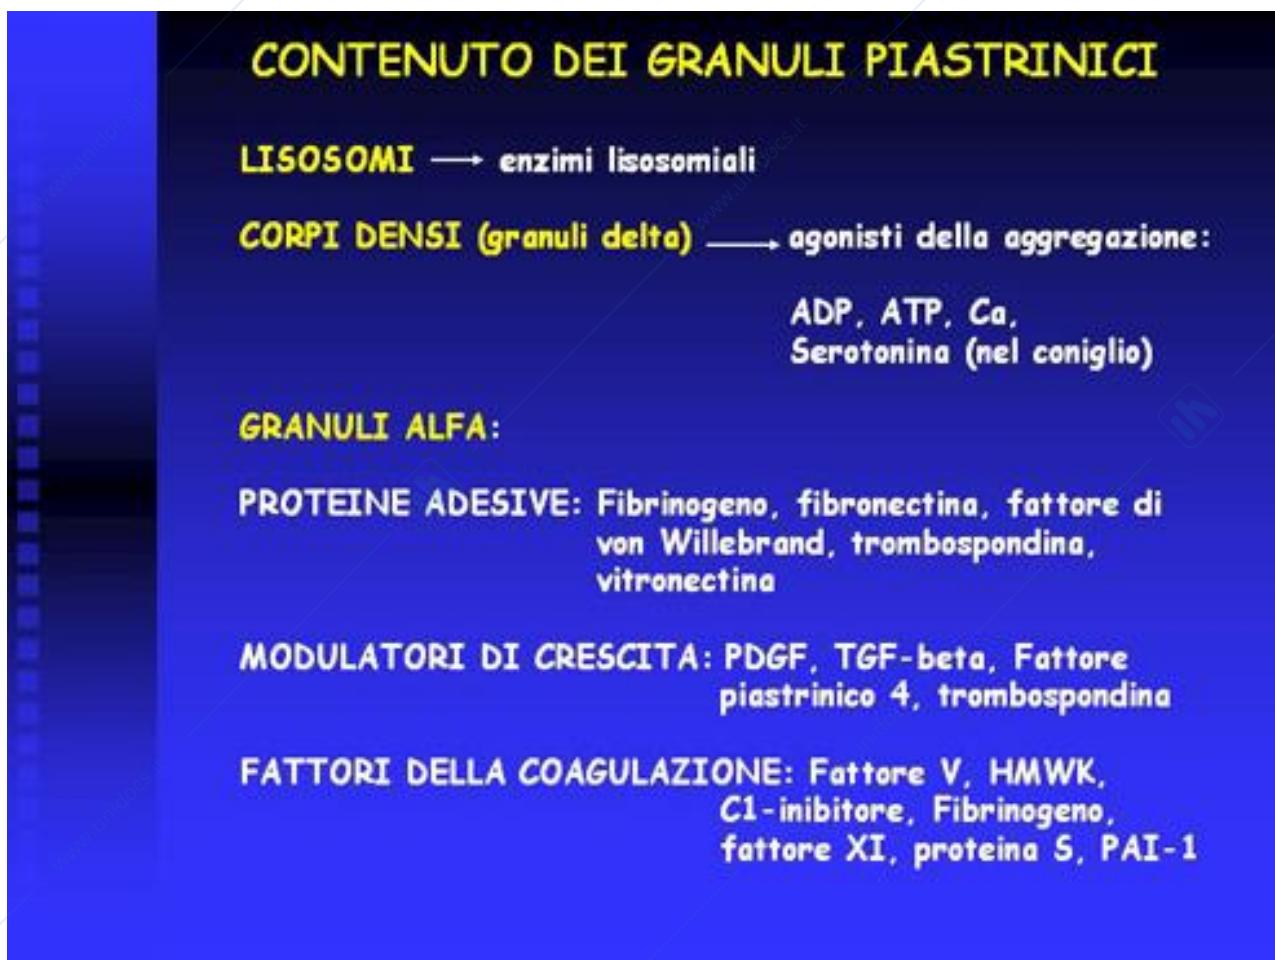 CONTENUTO DEI GRANULI PIASTRINICI
LISOSOMI → enzimi lisosomiali
CORPI DENSI (granuli delta) → agonisti della aggregazione:
ADP, ATP, Ca,
Serotonina (nel coniglio)
GRANULI ALFA:
PROTEINE ADESIVE: Fibrinogeno, fibronectina, fattore di
von Willebrand, trombospondina,
vitronectina
MODULATORI DI CRESCITA: PDGF, TGF-beta, Fattore
piastrinico 4, trombospondina
FATTORI DELLA COAGULAZIONE: Fattore V, HMWK,
C1-inibitore, Fibrinogeno,
fattore XI, proteina S, PAI-1